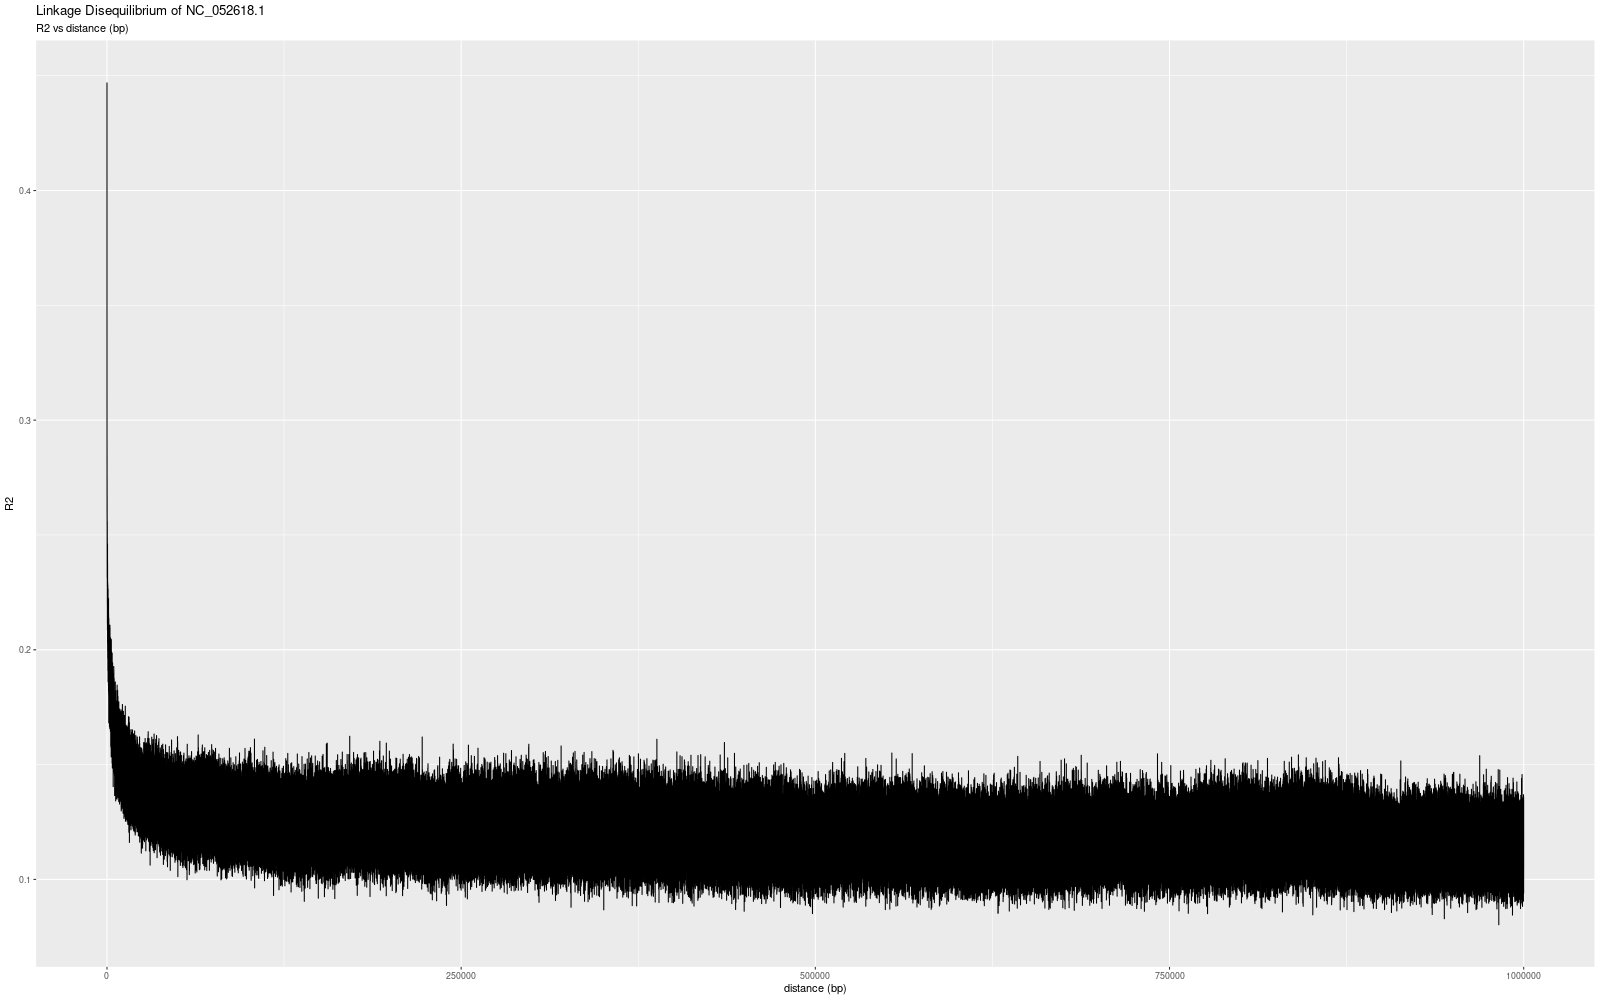 Linkage Disequilibrium of NC_052618.1
R2 vs distance (bp)
0.4
0.3
R2
0.2
0.1
0
250000
500000
750000
1000000
distance (bp)